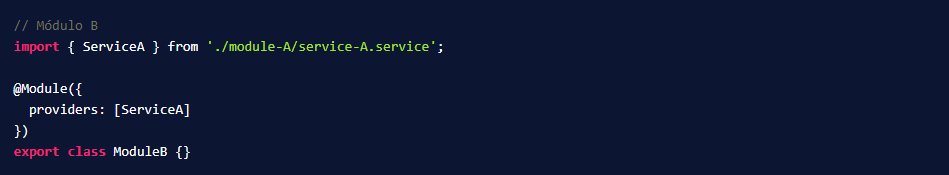 // Módulo B
import { ServiceA } from './module-A/service-A.service';
@Module({
  providers: [ServiceA]
})
export class ModuleB {}